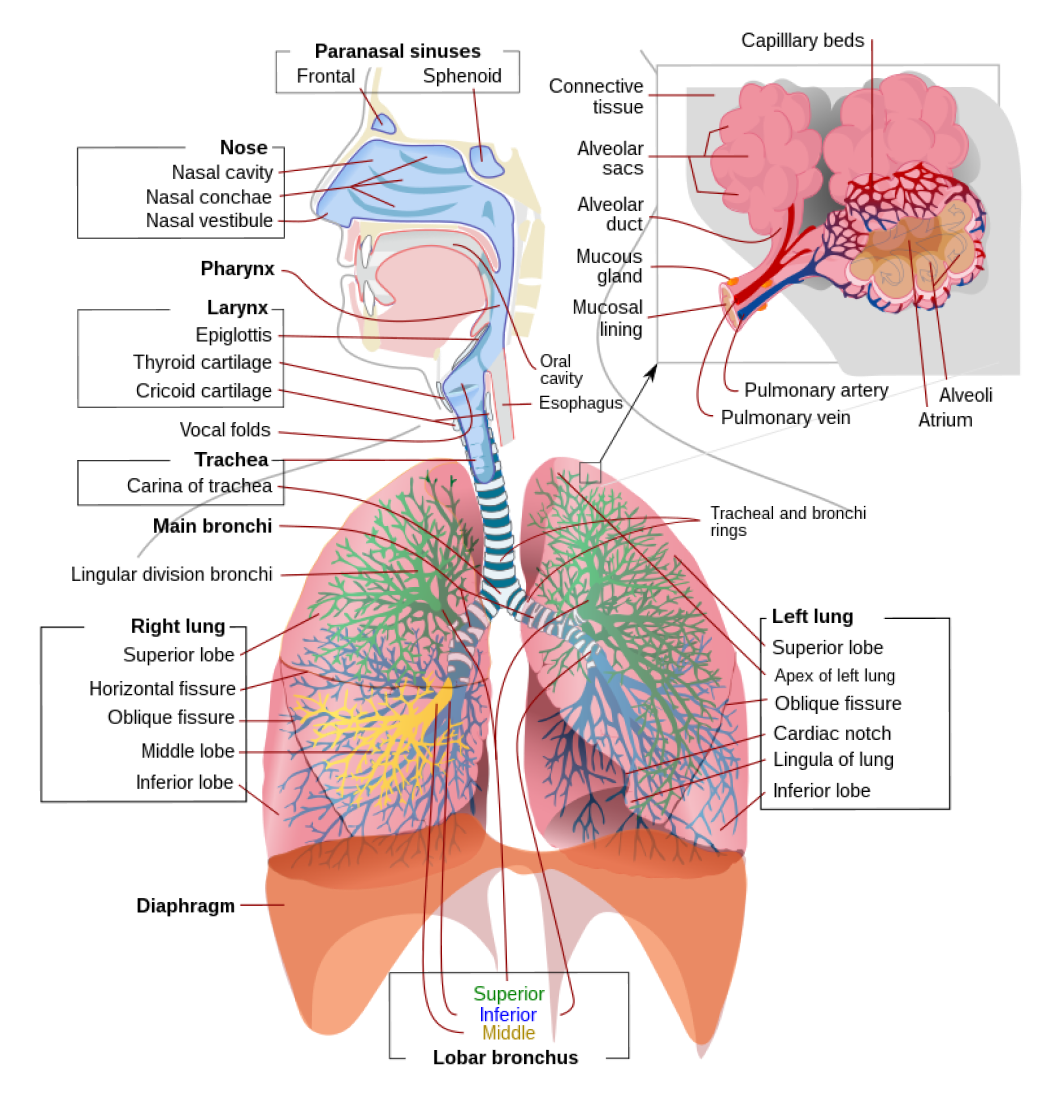 Paranasal sinuses
Frontal
Sphenoid
Nose
Nasal cavity
Nasal conchae
Nasal vestibule
Pharynx
Larynx
Epiglottis
Thyroid cartilage
Cricoid cartilage
Vocal folds
Trachea
Carina of trachea
Main bronchi
Lingular division bronchi
Right lung
Superior lobe
Horizontal fissure
Oblique fissure
Middle lobe
Inferior lobe
Diaphragm
Oral
cavity
Esophagus
Capilllary beds
Connective
tissue
Alveolar
sacs
Alveolar
duct
Mucous
gland
Mucosal
lining
Pulmonary artery
Pulmonary vein
Alveoli
Atrium
Tracheal and bronchi
rings
Left lung
Superior lobe
Apex of left lung
Oblique fissure
Cardiac notch
Lingula of lung
Inferior lobe
Superior
Inferior
Middle
Lobar bronchus